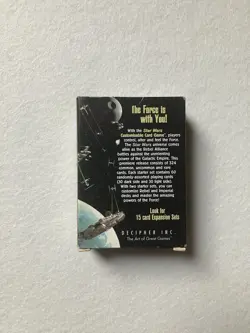 The Force is
with You!
With the Star Wars
Customizable Card Game, players
control, alter and feel the Force.
The Star Wars universe comes
alive as the Rebel Alliance
battles against the unrelenting
power of the Galactic Empire. This
premiere release consists of 324
common, uncommon and rare
cards. Each starter set contains 60
randomly-assorted playing cards
(30 dark side and 30 light side).
With two starter sets, you can
customize Rebel and Imperial
decks and master the amazing
powers of the Force!
Look for
15 card Expansion Sets
DECIPHER INC.
The Art of Great Games